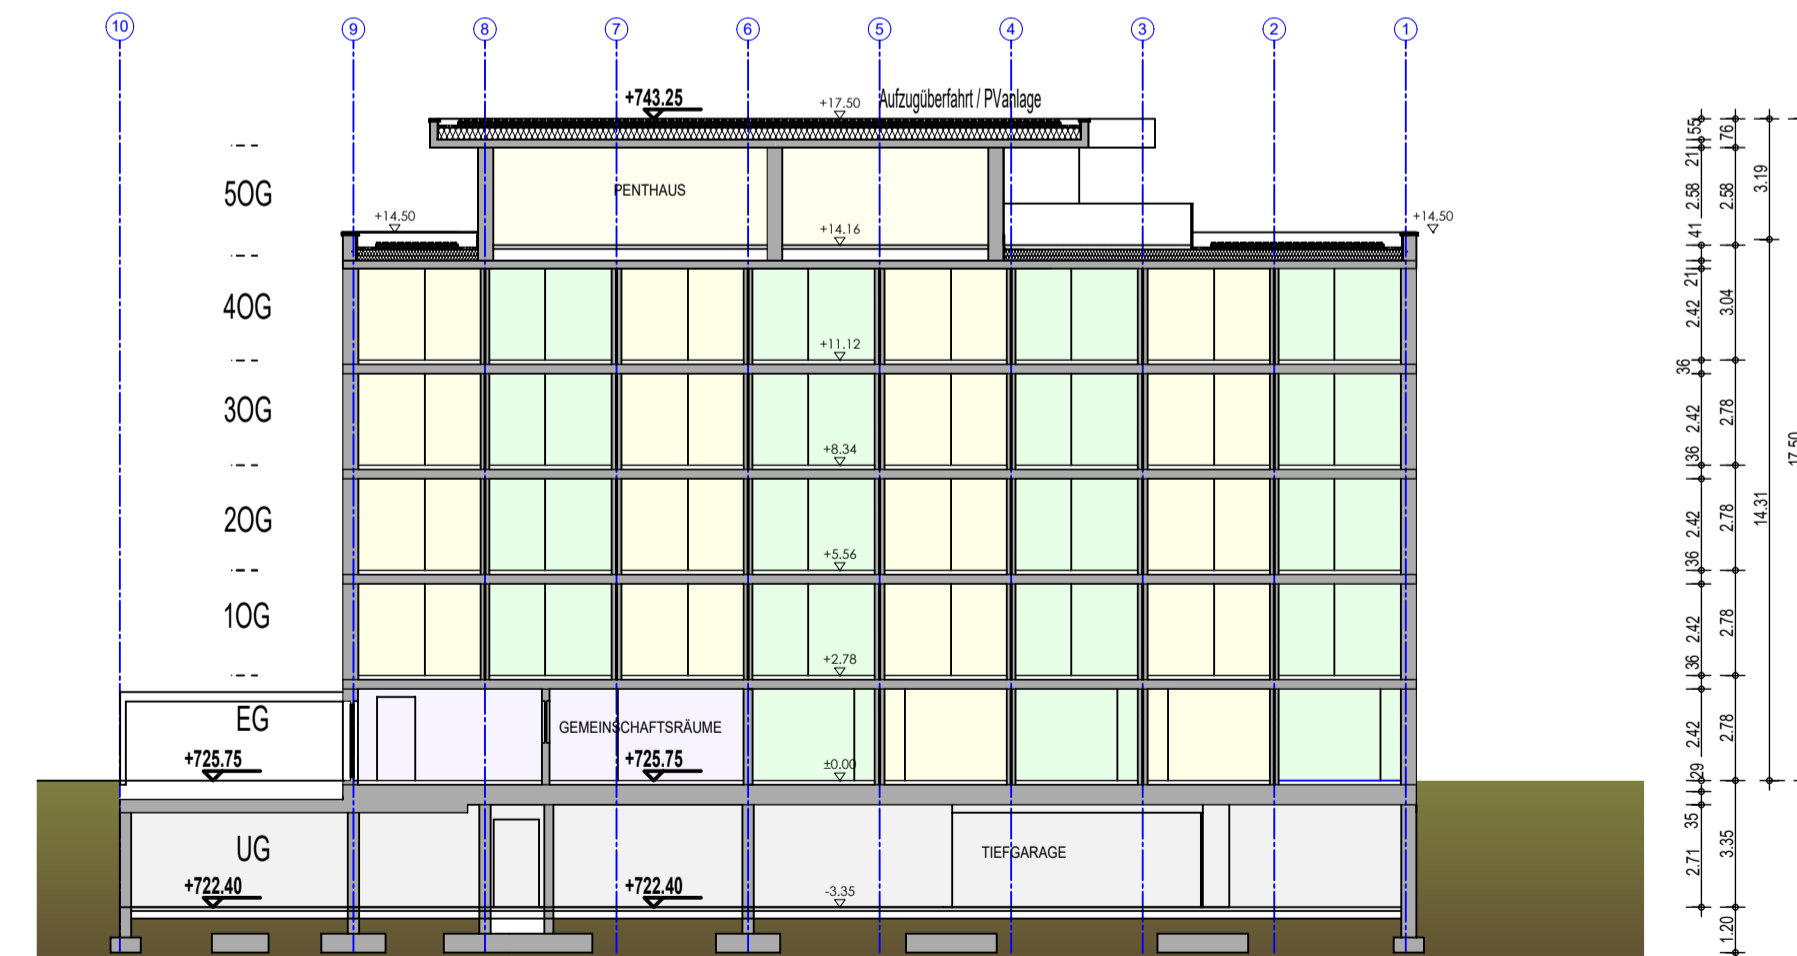 10 9 8 7 6 5 4 3 2 1
+743.25 +17.50 Aufzugüberfahrt / PVanlage
5OG PENTHAUS
+14.50 +14.16 +14.50
4OG
+11.12
3OG
+8.34
2OG
+5.56
1OG
+2.78
EG GEMEINSCHAFTSRÄUME
+725.75 +725.75 ±0.00
UG TIEFGARAGE
+722.40 +722.40 -3.35
55
21
2.58
41
21
2.42
36
2.42
36
2.42
36
2.42
36
2.42
29
35
2.71
76
2.58
3.04
2.78
2.78
2.78
2.78
3.35
1.20
3.19
14.31
17.50